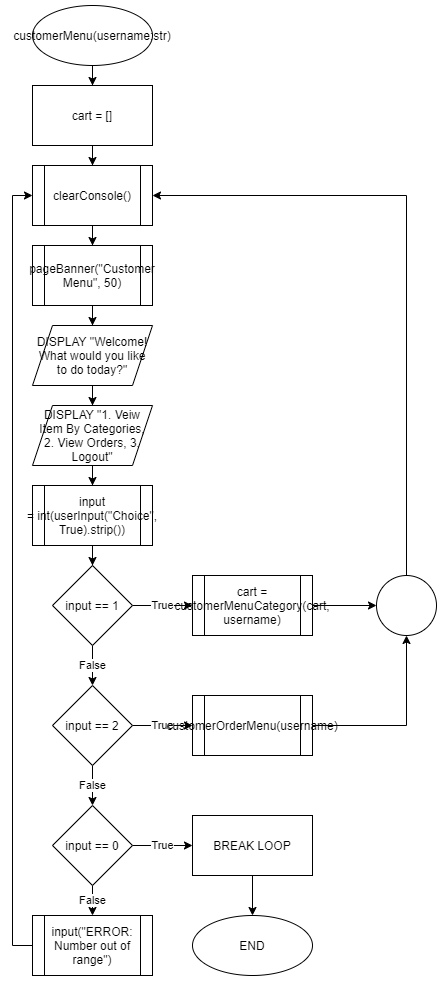 customerMenu(username:str)
cart = []
clearConsole()
pageBanner("Customer
Menu", 50)
DISPLAY "Welcome!
What would you like
to do today?"
DISPLAY "1. Veiw
Item By Categories,
2. View Orders, 3.
Logout"
input
= int(userInput("Choice",
True).strip())
input == 1
True
cart =
customerMenuCategory(cart,
username)
False
input == 2
True
customerOrderMenu(username)
False
input == 0
True
BREAK LOOP
False
input("ERROR:
Number out of
range")
END